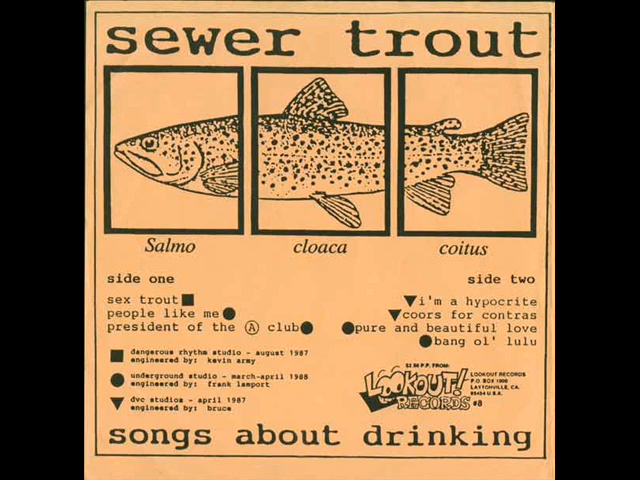 sewer trout
Salmo
cloaca
coitus
side one
sex trout
people like me
president of the Ⓐ club
side two
i'm a hypocrite
coors for contras
pure and beautiful love
bang ol' lulu
dangerous rhythm studio - august 1987
engineered by: kevin army
underground studio - march-april 1988
engineered by: frank lamport
dvc studios - april 1987
engineered by: bruce
P.P. FROM:
LOOKOUT!
RECORDS #8
LOOKOUT RECORDS
P.O. BOX 1000
LAYTONVILLE, CA.
95454 U.S.A.
songs about drinking